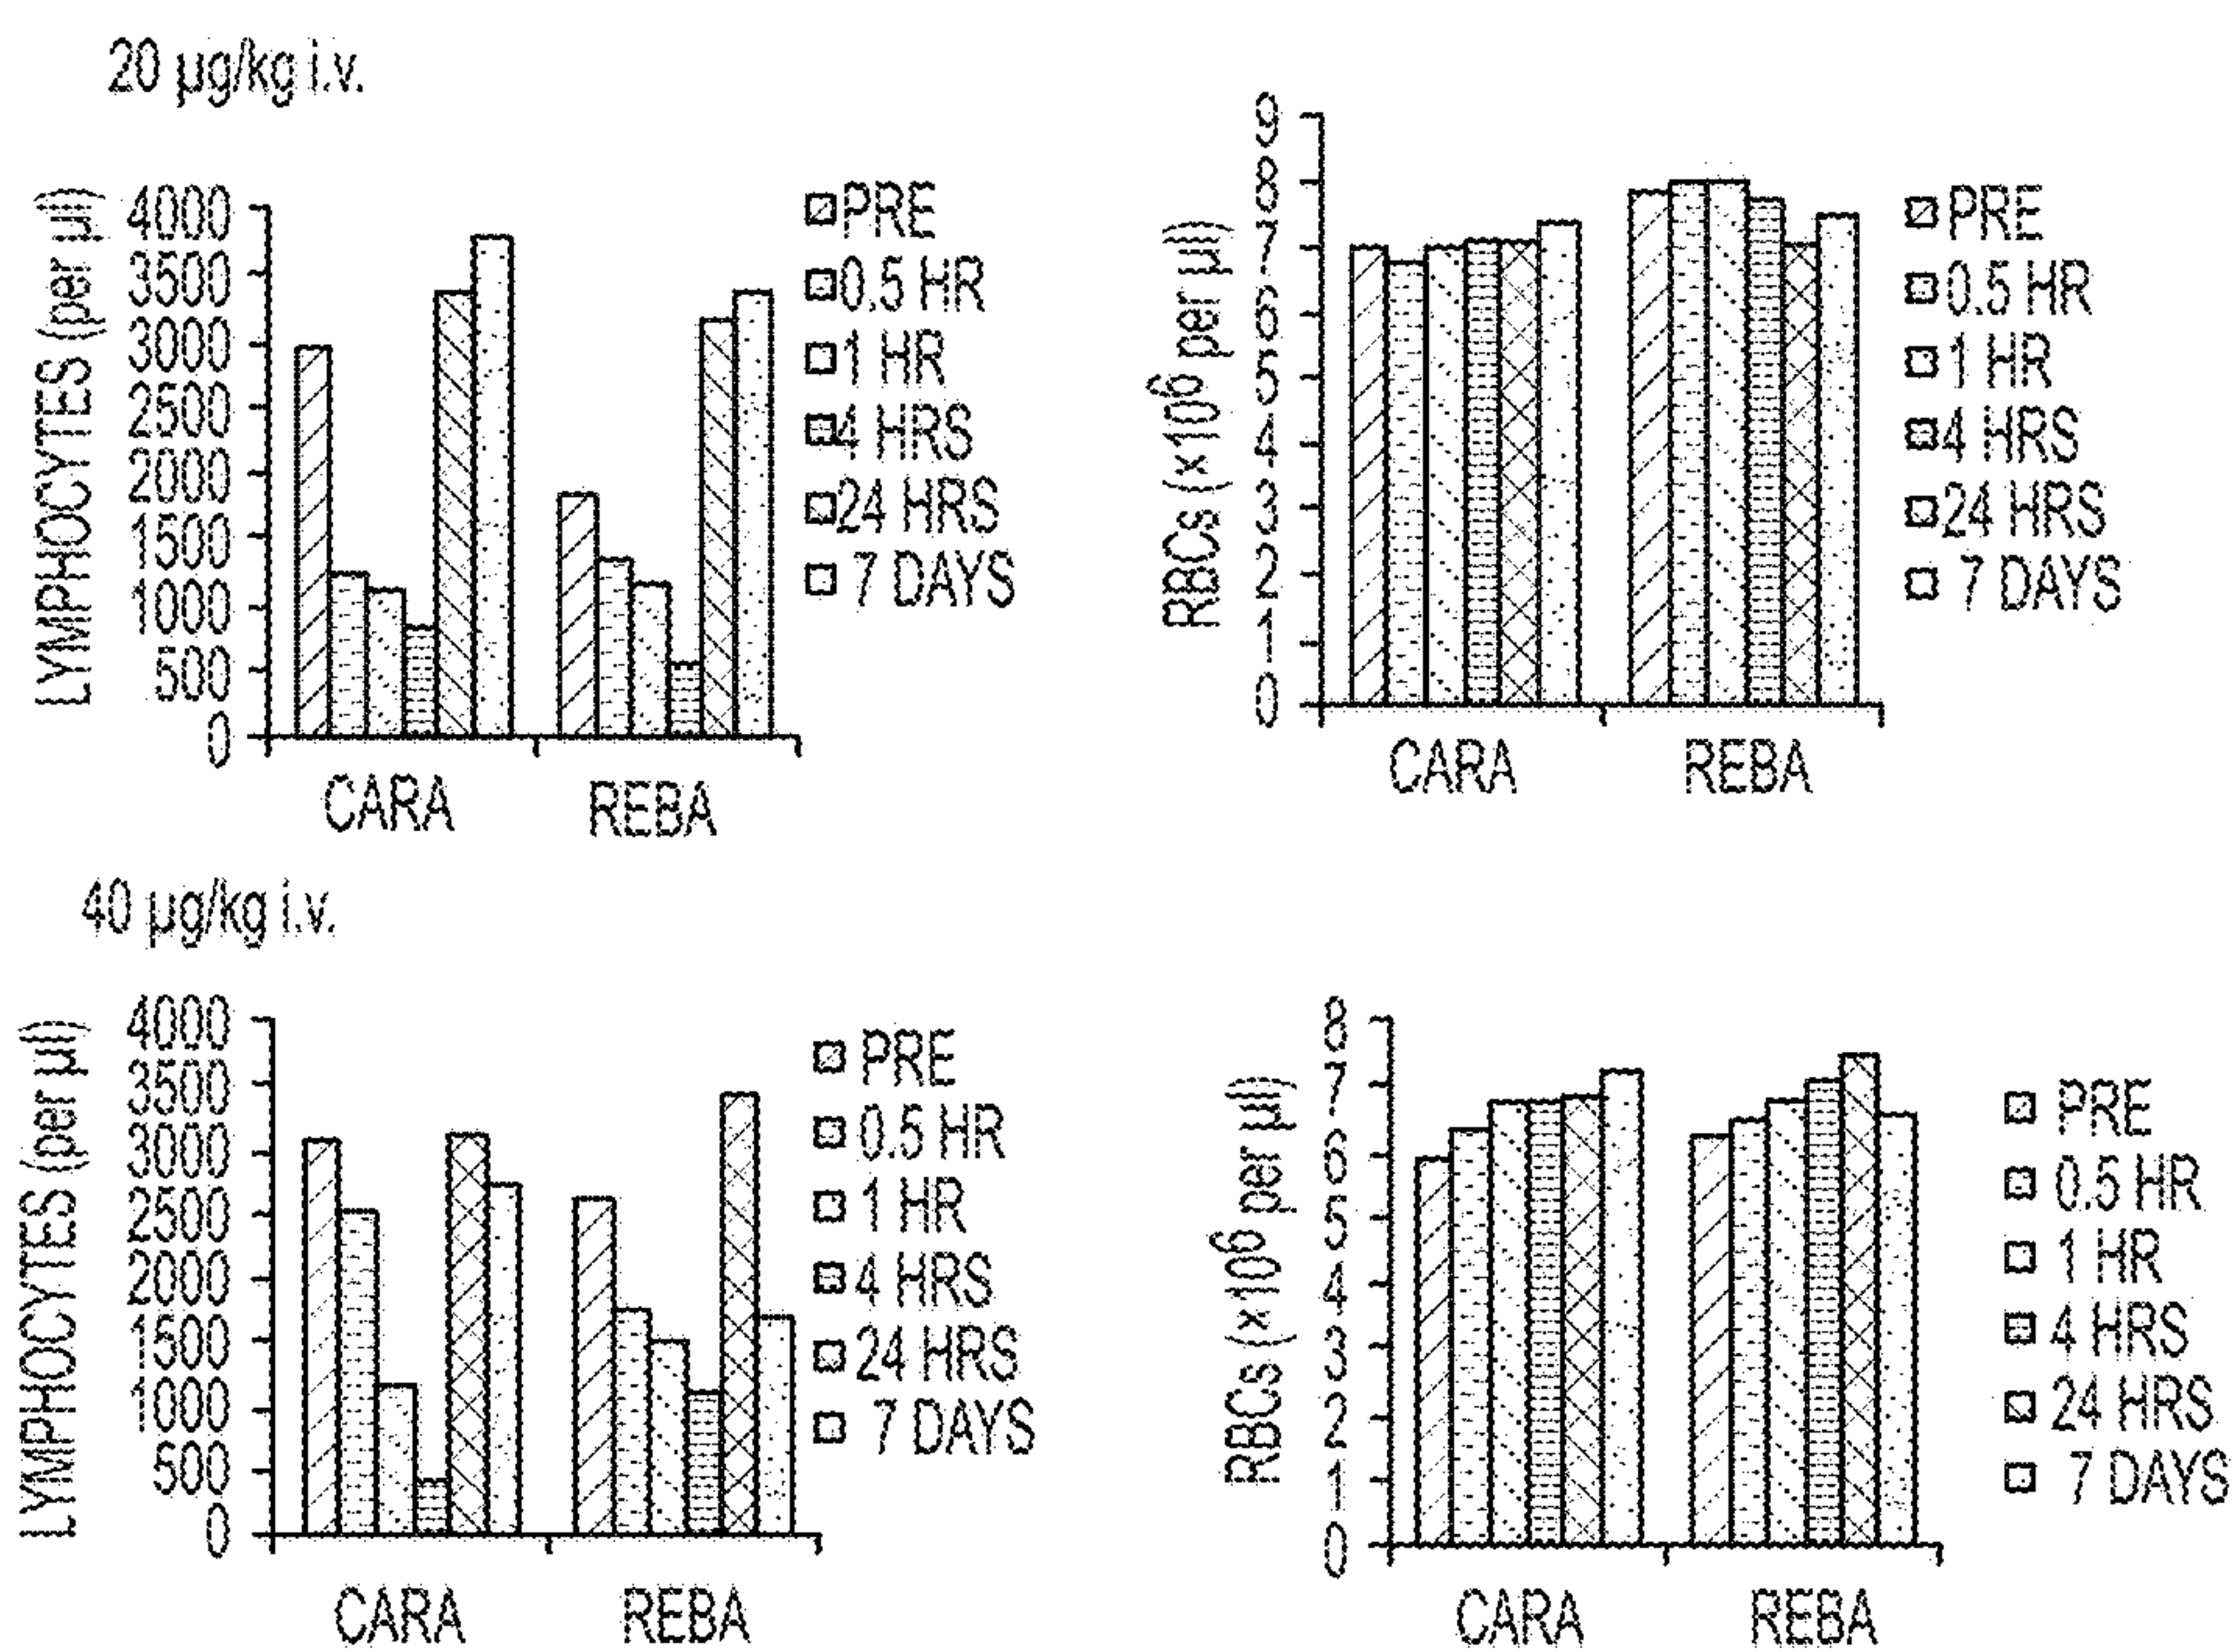 20 µg/kg i.v.
LYMPHOCYTES (per µl)
4000
3500
3000
2500
2000
1500
1000
500
0
CARA
REBA
PRE
0.5 HR
1 HR
4 HRS
24 HRS
7 DAYS
RBCs (×10⁶ per µl)
9
8
7
6
5
4
3
2
1
0
CARA
REBA
PRE
0.5 HR
1 HR
4 HRS
24 HRS
7 DAYS
40 µg/kg i.v.
LYMPHOCYTES (per µl)
4000
3500
3000
2500
2000
1500
1000
500
0
CARA
REBA
PRE
0.5 HR
1 HR
4 HRS
24 HRS
7 DAYS
RBCs (×10⁶ per µl)
8
7
6
5
4
3
2
1
0
CARA
REBA
PRE
0.5 HR
1 HR
4 HRS
24 HRS
7 DAYS